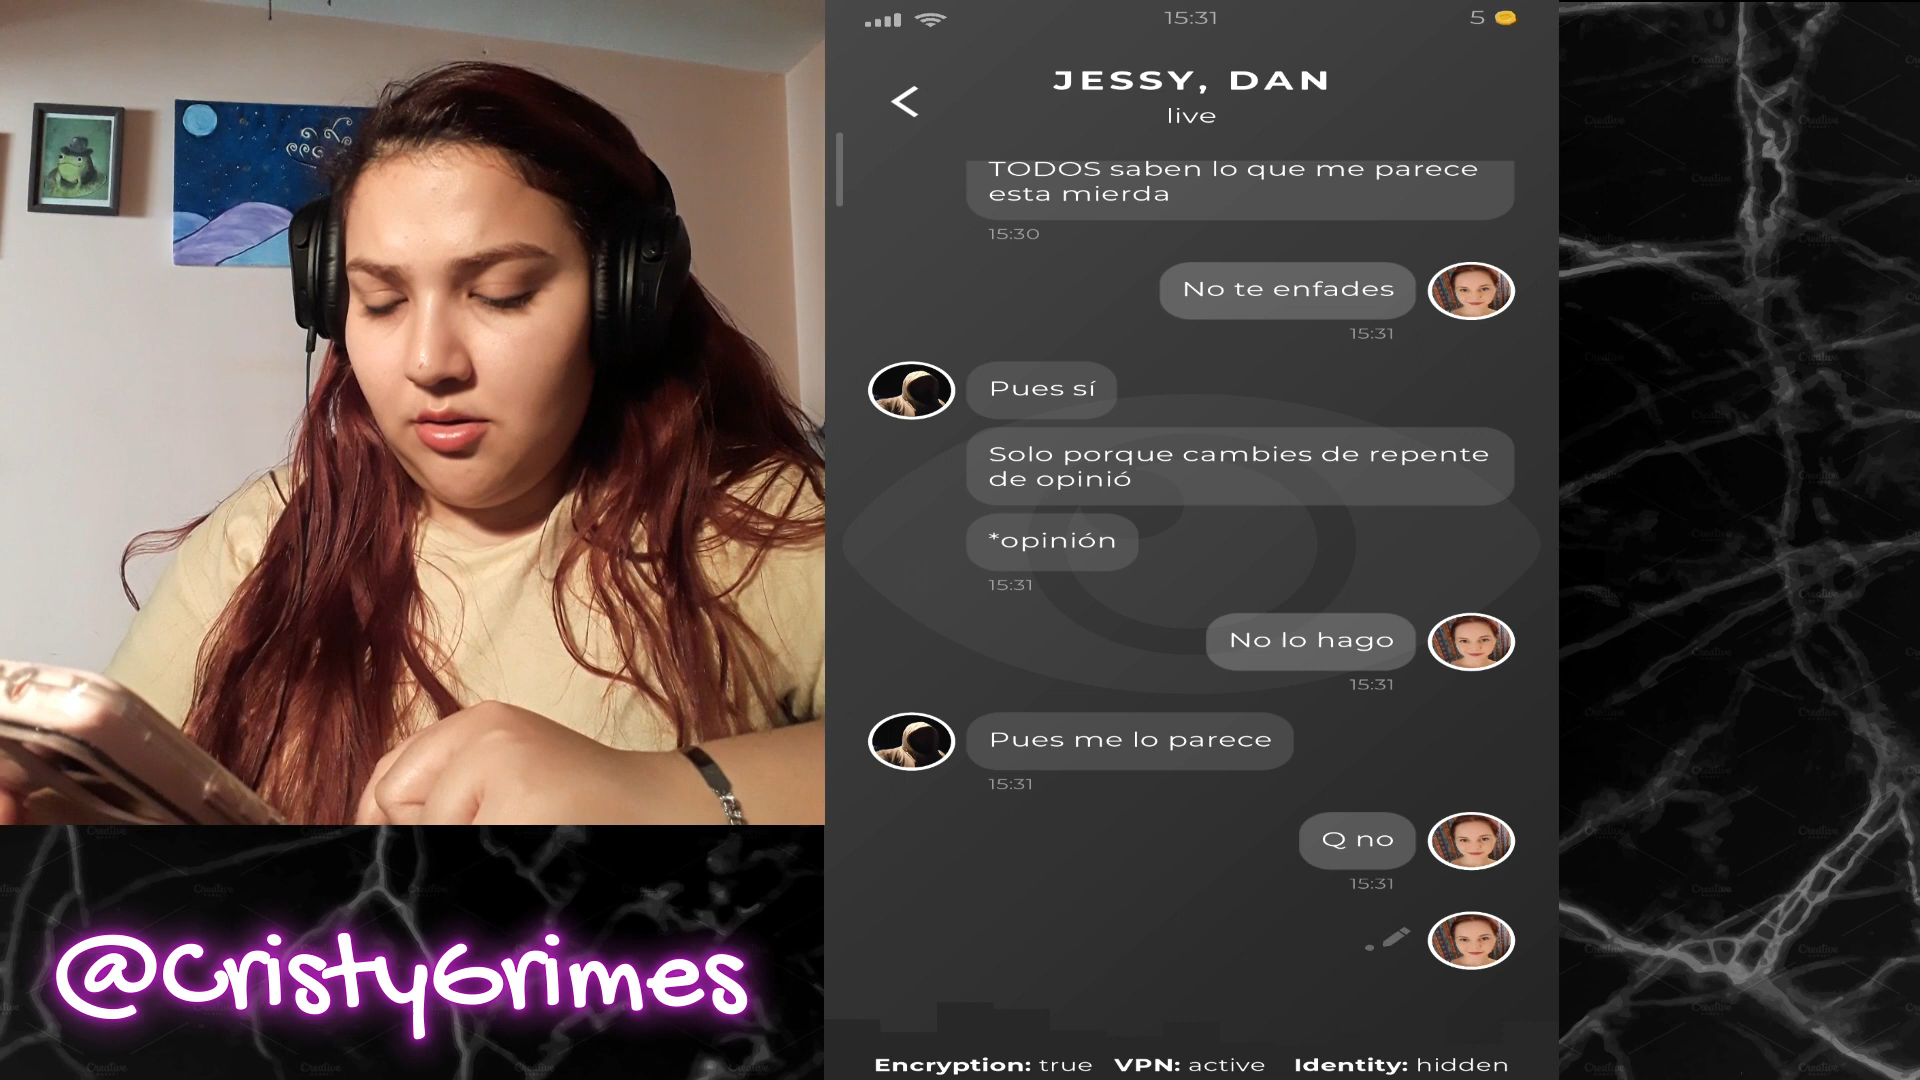 15:31
5
JESSY, DAN
live
TODOS saben lo que me parece
esta mierda
15:30
No te enfades
15:31
Pues sí
Solo porque cambies de repente
de opinió
*opinión
15:31
No lo hago
15:31
Pues me lo parece
15:31
Q no
15:31
Encryption: true VPN: active Identity: hidden
@CristyGrimes